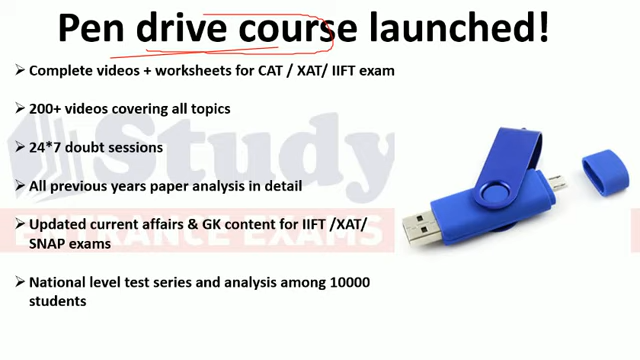 Pen drive course launched!
➢ Complete videos + worksheets for CAT / XAT/ IIFT exam
➢ 200+ videos covering all topics
➢ 24*7 doubt sessions
➢ All previous years paper analysis in detail
➢ Updated current affairs & GK content for IIFT /XAT/
SNAP exams
➢ National level test series and analysis among 10000
students
Study
ENTRANCE EXAMS